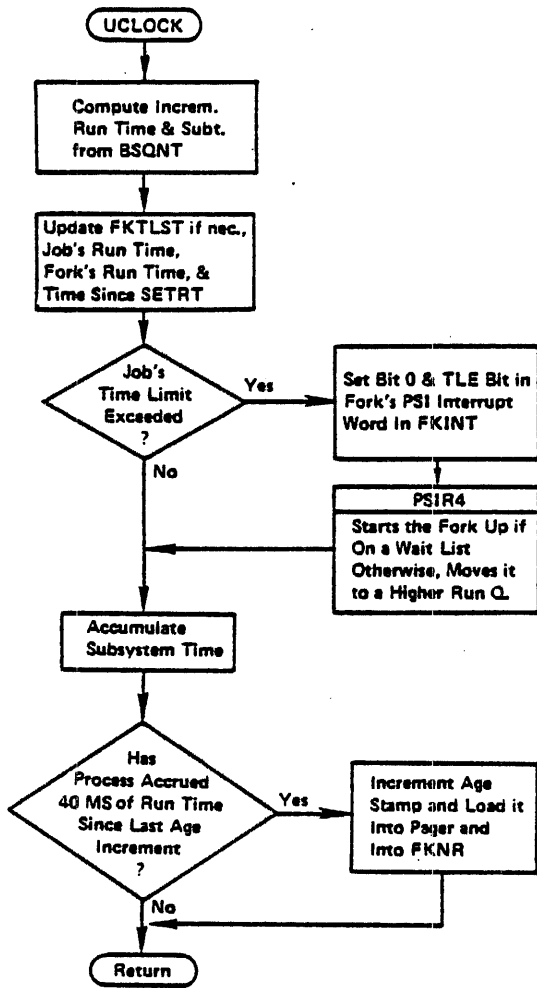 UCLOCK
Compute Increm.
Run Time & Subt.
from BSQNT
Update FKTLST if nec.,
Job's Run Time,
Fork's Run Time, &
Time Since SETRT
Job's
Time Limit
Exceeded
?
Yes
No
Set Bit 0 & TLE Bit in
Fork's PSI Interrupt
Word in FKINT
PSIR4
Starts the Fork Up if
On a Wait List
Otherwise, Moves it
to a Higher Run Q.
Accumulate
Subsystem Time
Has
Process Accrued
40 MS of Run Time
Since Last Age
Increment
?
Yes
No
Increment Age
Stamp and Load it
Into Pager and
Into FKNR
Return